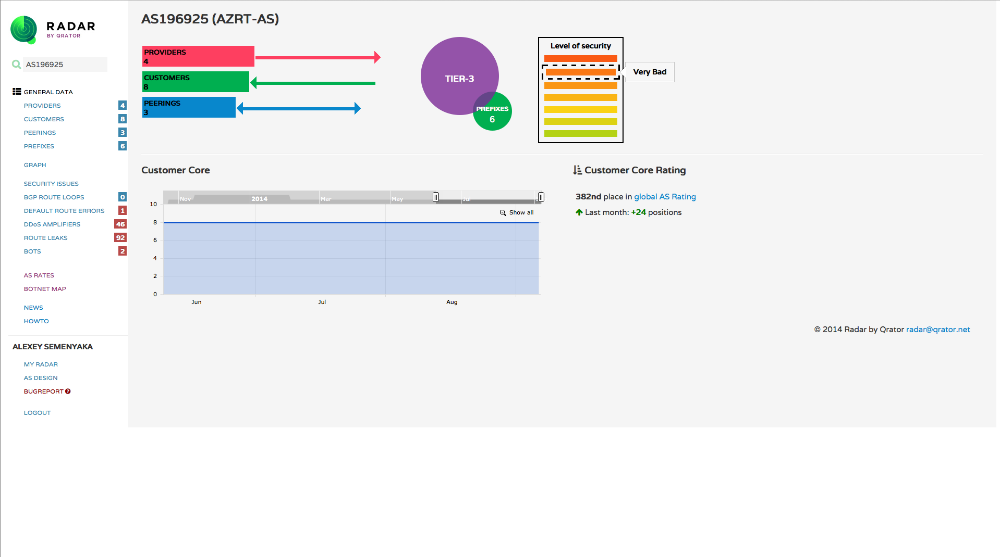 RADAR
BY QRATOR
AS196925
GENERAL DATA
PROVIDERS 4
CUSTOMERS 8
PEERINGS 3
PREFIXES 6
GRAPH
SECURITY ISSUES
BGP ROUTE LOOPS 0
DEFAULT ROUTE ERRORS 1
DDoS AMPLIFIERS 46
ROUTE LEAKS 92
BOTS 2
AS RATES
BOTNET MAP
NEWS
HOWTO
ALEXEY SEMENYAKA
MY RADAR
AS DESIGN
BUGREPORT ?
LOGOUT
AS196925 (AZRT-AS)
PROVIDERS
4
CUSTOMERS
8
PEERINGS
3
TIER-3
PREFIXES
6
Level of security
Very Bad
Customer Core
Nov 2014 Mar May Jul
Show all
10
8
6
4
2
0
Jun Jul Aug
Customer Core Rating
382nd place in global AS Rating
Last month: +24 positions
© 2014 Radar by Qrator radar@qrator.net